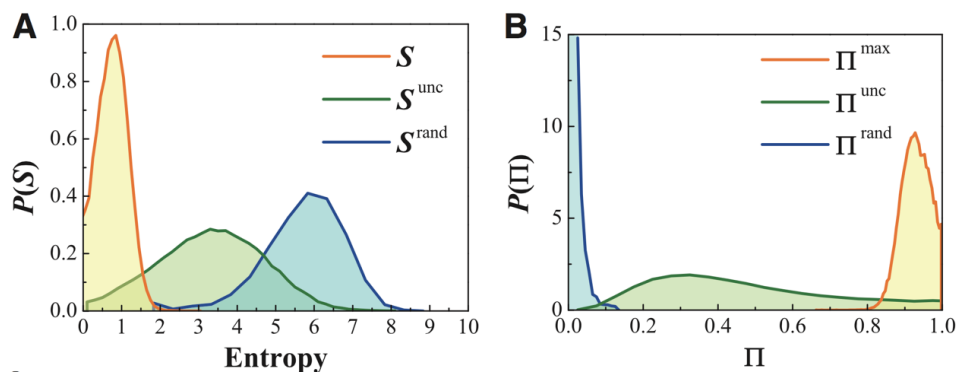 A
P(S)
1.0
0.8
0.6
0.4
0.2
0.0
S
S^unc
S^rand
0 1 2 3 4 5 6 7 8 9 10
Entropy
B
P(Π)
15
10
5
0
Π^max
Π^unc
Π^rand
0.0 0.2 0.4 0.6 0.8 1.0
Π